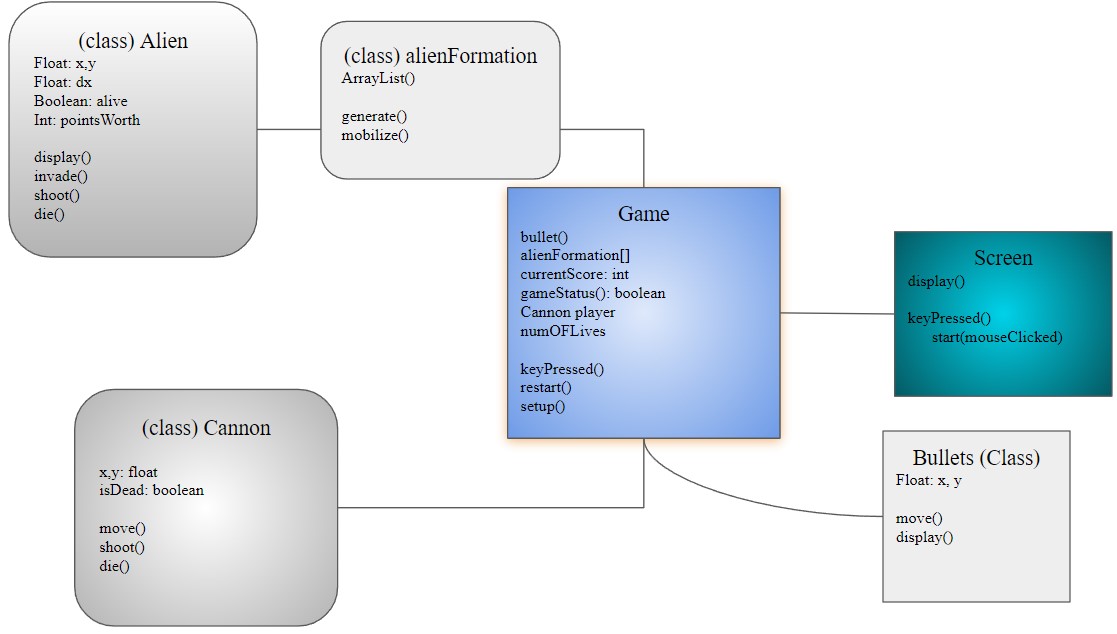 (class) Alien
Float: x,y
Float: dx
Boolean: alive
Int: pointsWorth
display()
invade()
shoot()
die()
(class) alienFormation
ArrayList()
generate()
mobilize()
Game
bullet()
alienFormation[]
currentScore: int
gameStatus(): boolean
Cannon player
numOFLives
keyPressed()
restart()
setup()
Screen
display()
keyPressed()
start(mouseClicked)
(class) Cannon
x,y: float
isDead: boolean
move()
shoot()
die()
Bullets (Class)
Float: x, y
move()
display()